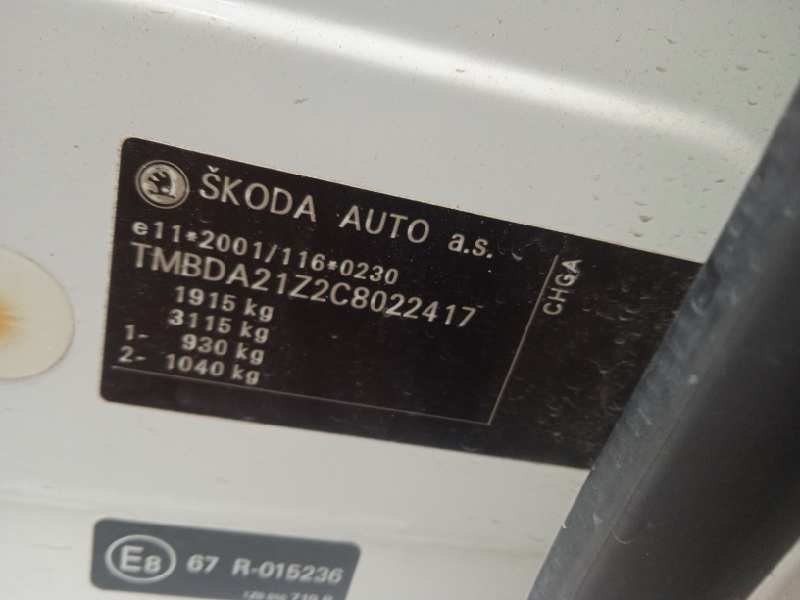 ŠKODA AUTO a.s.
e11*2001/116*0230
TMBDA21Z2C8022417
1915 kg
3115 kg
1- 930 kg
2- 1040 kg
CHGA
E8 67 R-015236